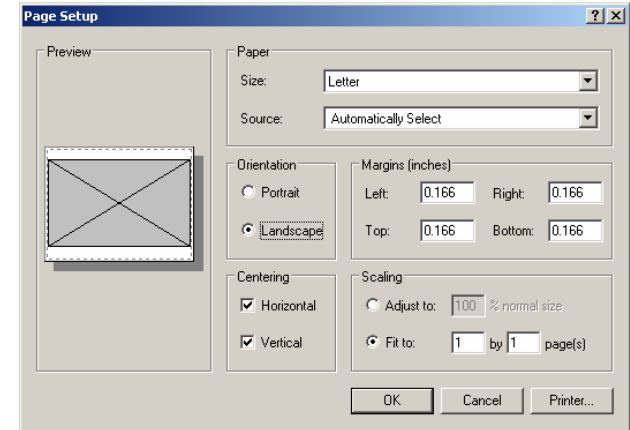 Page Setup
Preview
Paper
Size: Letter
Source: Automatically Select
Orientation
Portrait
Landscape
Margins (inches)
Left: 0.166 Right: 0.166
Top: 0.166 Bottom: 0.166
Centering
Horizontal
Vertical
Scaling
Adjust to: 100 % normal size
Fit to: 1 by 1 page(s)
OK Cancel Printer...